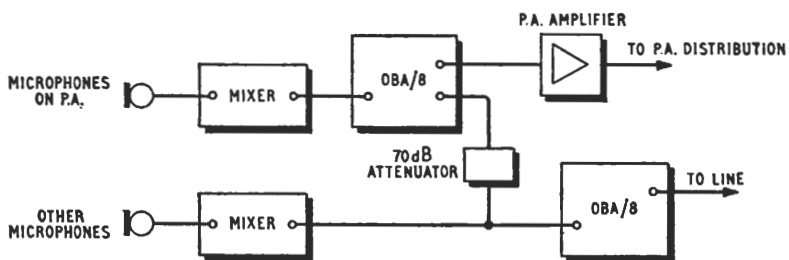 P.A. AMPLIFIER
TO P.A. DISTRIBUTION
MICROPHONES
ON P.A.
MIXER
OBA/8
70dB
ATTENUATOR
TO LINE
OTHER
MICROPHONES
MIXER
OBA/8